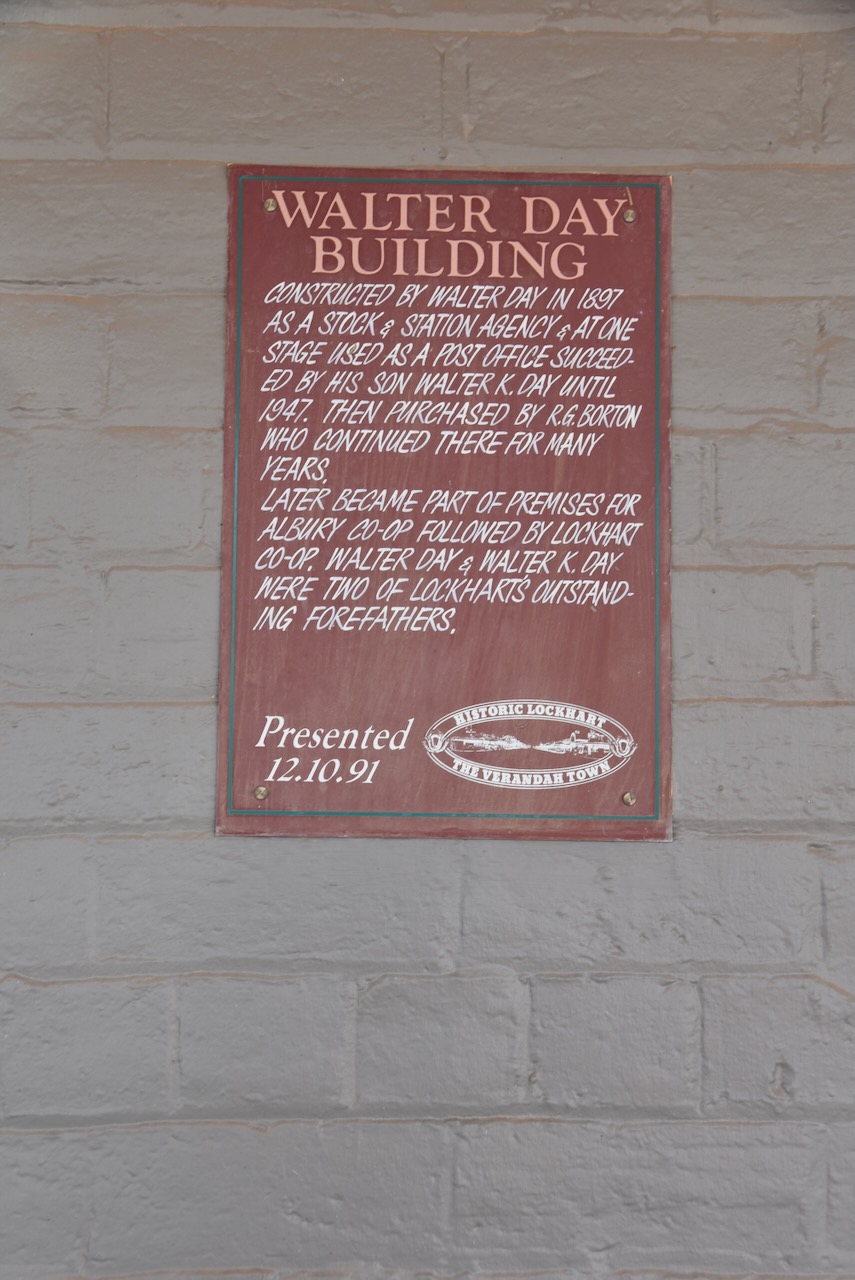 WALTER DAY
BUILDING
CONSTRUCTED BY WALTER DAY IN 1897
AS A STOCK & STATION AGENCY & AT ONE
STAGE USED AS A POST OFFICE SUCCEED-
ED BY HIS SON WALTER K. DAY UNTIL
1947. THEN PURCHASED BY R.G. BORTON
WHO CONTINUED THERE FOR MANY
YEARS.
LATER BECAME PART OF PREMISES FOR
ALBURY CO-OP FOLLOWED BY LOCKHART
CO-OP. WALTER DAY & WALTER K. DAY
WERE TWO OF LOCKHART'S OUTSTAND-
ING FOREFATHERS.
Presented
12.10.91
HISTORIC LOCKHART
THE VERANDAH TOWN